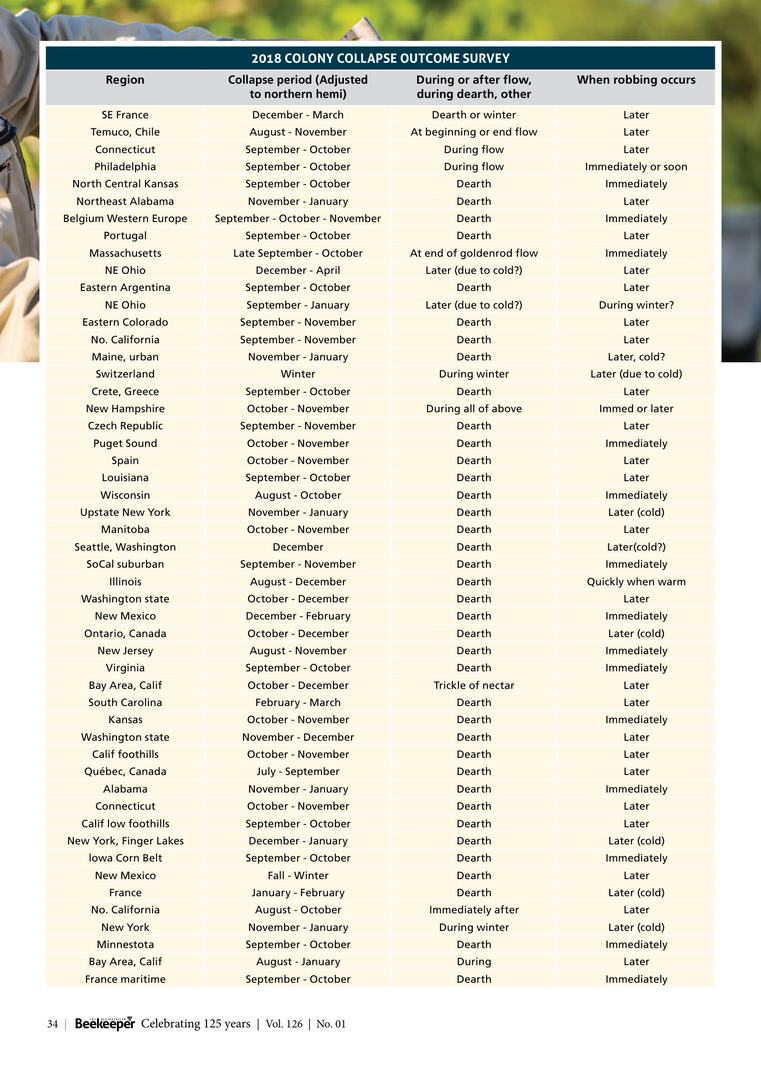 2018 COLONY COLLAPSE OUTCOME SURVEY
Region Collapse period (Adjusted to northern hemi) During or after flow, during dearth, other When robbing occurs
SE France December - March Dearth or winter Later
Temuco, Chile August - November At beginning or end flow Later
Connecticut September - October During flow Later
Philadelphia September - October During flow Immediately or soon
North Central Kansas September - October Dearth Immediately
Northeast Alabama November - January Dearth Later
Belgium Western Europe September - October - November Dearth Immediately
Portugal September - October Dearth Later
Massachusetts Late September - October At end of goldenrod flow Immediately
NE Ohio December - April Later (due to cold?) Later
Eastern Argentina September - October Dearth Later
NE Ohio September - January Later (due to cold?) During winter?
Eastern Colorado September - November Dearth Later
No. California September - November Dearth Later
Maine, urban November - January Dearth Later, cold?
Switzerland Winter During winter Later (due to cold)
Crete, Greece September - October Dearth Later
New Hampshire October - November During all of above Immed or later
Czech Republic September - November Dearth Later
Puget Sound October - November Dearth Immediately
Spain October - November Dearth Later
Louisiana September - October Dearth Later
Wisconsin August - October Dearth Immediately
Upstate New York November - January Dearth Later (cold)
Manitoba October - November Dearth Later
Seattle, Washington December Dearth Later(cold?)
SoCal suburban September - November Dearth Immediately
Illinois August - December Dearth Quickly when warm
Washington state October - December Dearth Later
New Mexico December - February Dearth Immediately
Ontario, Canada October - December Dearth Later (cold)
New Jersey August - November Dearth Immediately
Virginia September - October Dearth Immediately
Bay Area, Calif October - December Trickle of nectar Later
South Carolina February - March Dearth Later
Kansas October - November Dearth Immediately
Washington state November - December Dearth Later
Calif foothills October - November Dearth Later
Québec, Canada July - September Dearth Later
Alabama November - January Dearth Immediately
Connecticut October - November Dearth Later
Calif low foothills September - October Dearth Later
New York, Finger Lakes December - January Dearth Later (cold)
Iowa Corn Belt September - October Dearth Immediately
New Mexico Fall - Winter Dearth Later
France January - February Dearth Later (cold)
No. California August - October Immediately after Later
New York November - January During winter Later (cold)
Minnestota September - October Dearth Immediately
Bay Area, Calif August - January During Later
France maritime September - October Dearth Immediately
34 | Beekeeper Celebrating 125 years | Vol. 126 | No. 01